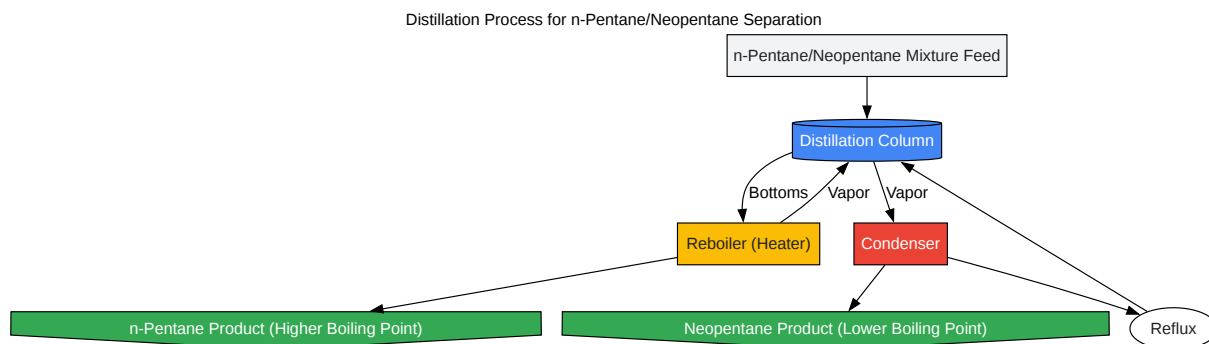 Distillation Process for n-Pentane/Neopentane Separation
n-Pentane/Neopentane Mixture Feed
Distillation Column
Bottoms
Vapor
Vapor
Reboiler (Heater)
Condenser
n-Pentane Product (Higher Boiling Point)
Neopentane Product (Lower Boiling Point)
Reflux